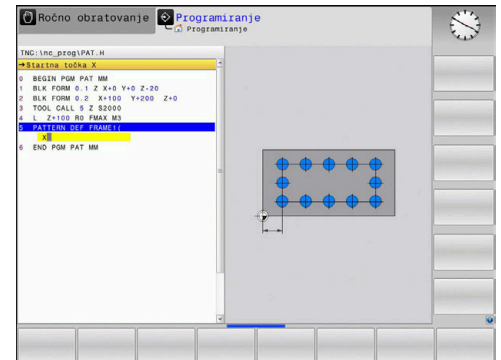 Ročno obratovanje
Programiranje
Programiranje
TNC:\nc_prog\PAT.H
→Startna točka X
0 BEGIN PGM PAT MM
1 BLK FORM 0.1 Z X+0 Y+0 Z-20
2 BLK FORM 0.2 X+100 Y+200 Z+0
3 TOOL CALL 5 Z S2000
4 L Z+100 R0 FMAX M3
5 PATTERN DEF FRAME1(
X
6 END PGM PAT MM